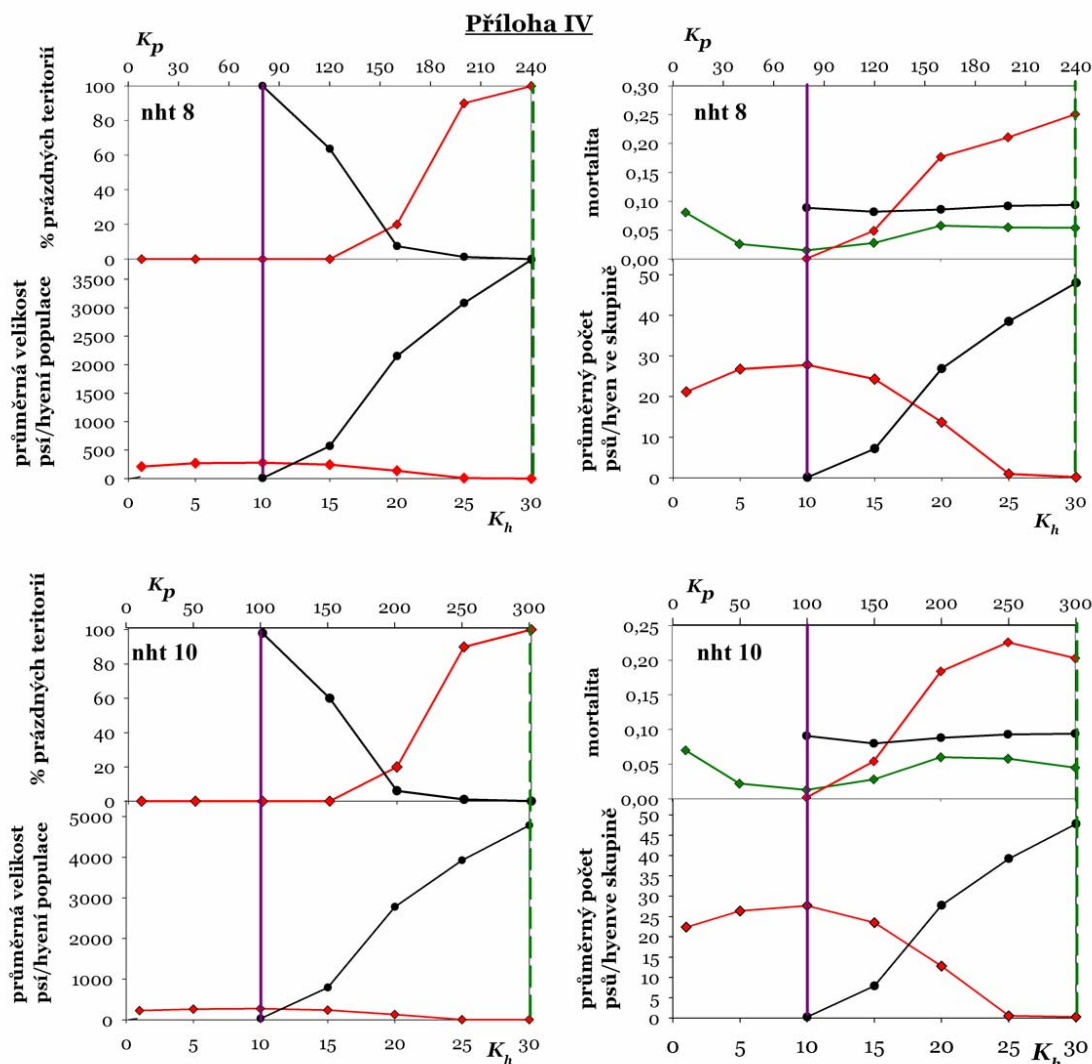 Příloha IV
K_p
0 30 60 90 120 150 180 210 240
100
80
60
40
20
0
nht 8
% prázdných teritorií
3500
3000
2500
2000
1500
1000
500
0
průměrná velikost
psí/hyení populace
0 5 10 15 20 25 30
K_h
K_p
0 30 60 90 120 150 180 210 240
0,30
0,25
0,20
0,15
0,10
0,05
0,00
nht 8
mortalita
50
40
30
20
10
0
průměrný počet
psů/hyen ve skupině
0 5 10 15 20 25 30
K_h
K_p
0 50 100 150 200 250 300
100
80
60
40
20
0
nht 10
% prázdných teritorií
5000
4000
3000
2000
1000
0
průměrná velikost
psí/hyení populace
0 5 10 15 20 25 30
K_h
K_p
0 50 100 150 200 250 300
0,25
0,20
0,15
0,10
0,05
0,00
nht 10
mortalita
50
45
40
35
30
25
20
15
10
5
0
průměrný počet
psů/hyenve skupině
0 5 10 15 20 25 30
K_h